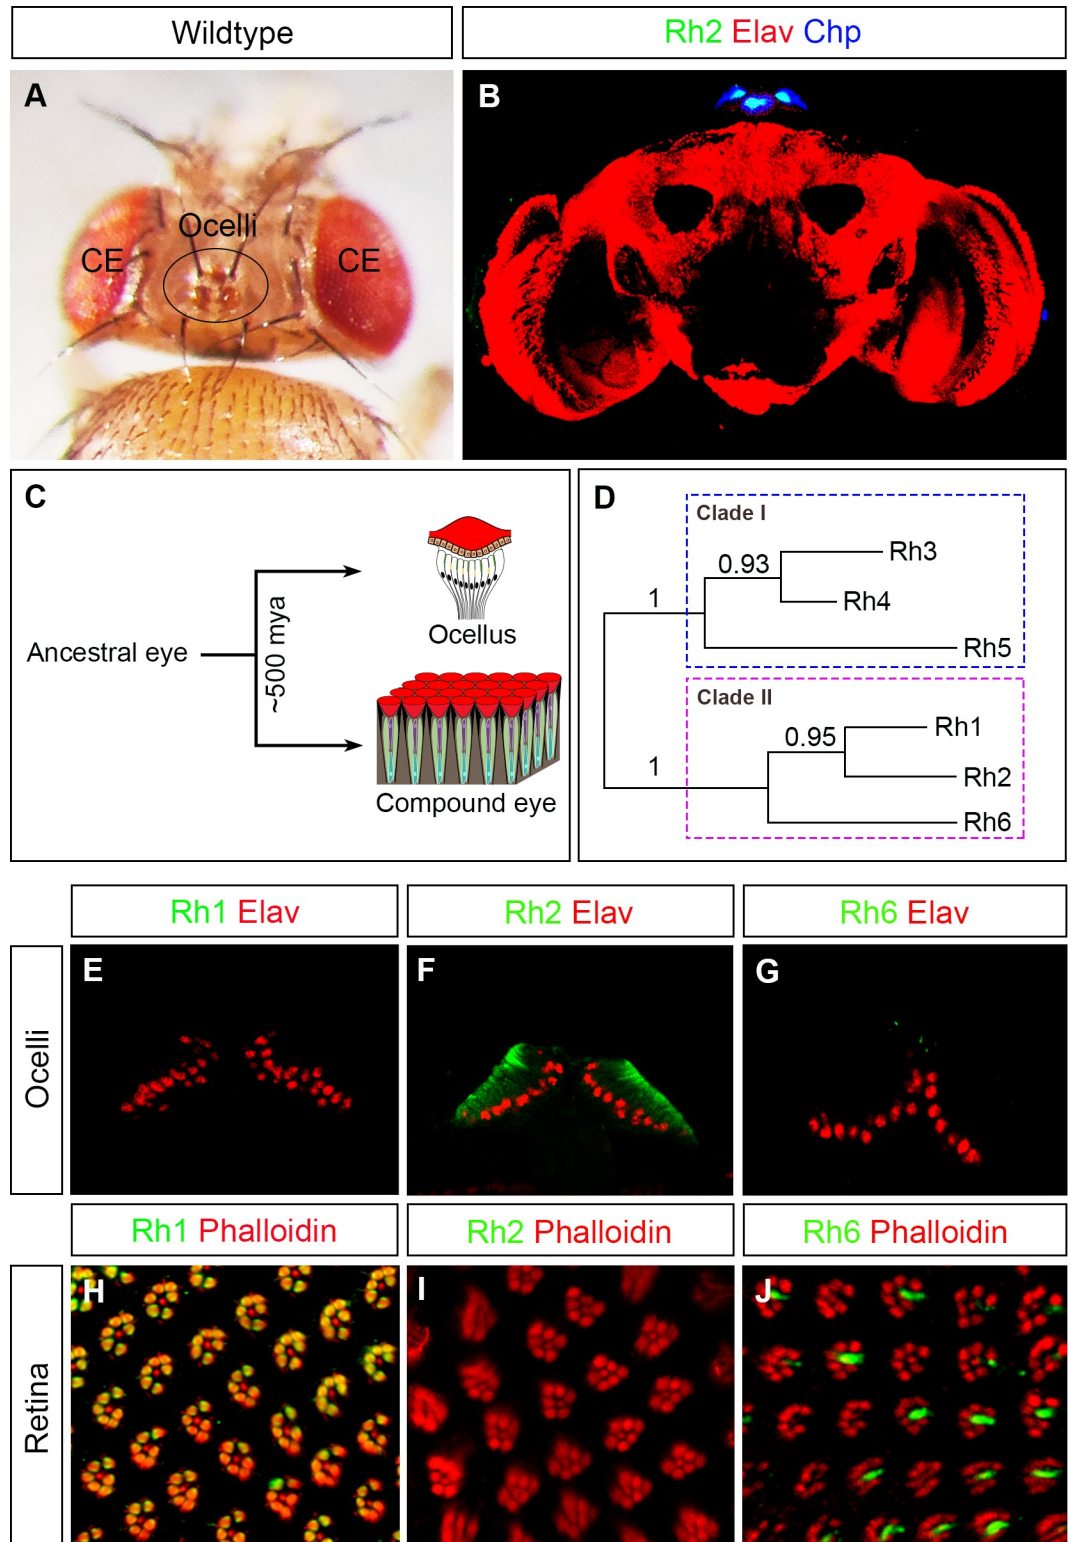 Wildtype
Rh2 Elav Chp
A
Ocelli
CE
CE
B
C
Ancestral eye
~500 mya
Ocellus
Compound eye
D
Clade I
0.93
Rh3
Rh4
1
Rh5
Clade II
0.95
Rh1
1
Rh2
Rh6
Rh1 Elav
Rh2 Elav
Rh6 Elav
Ocelli
E
F
G
Rh1 Phalloidin
Rh2 Phalloidin
Rh6 Phalloidin
Retina
H
I
J